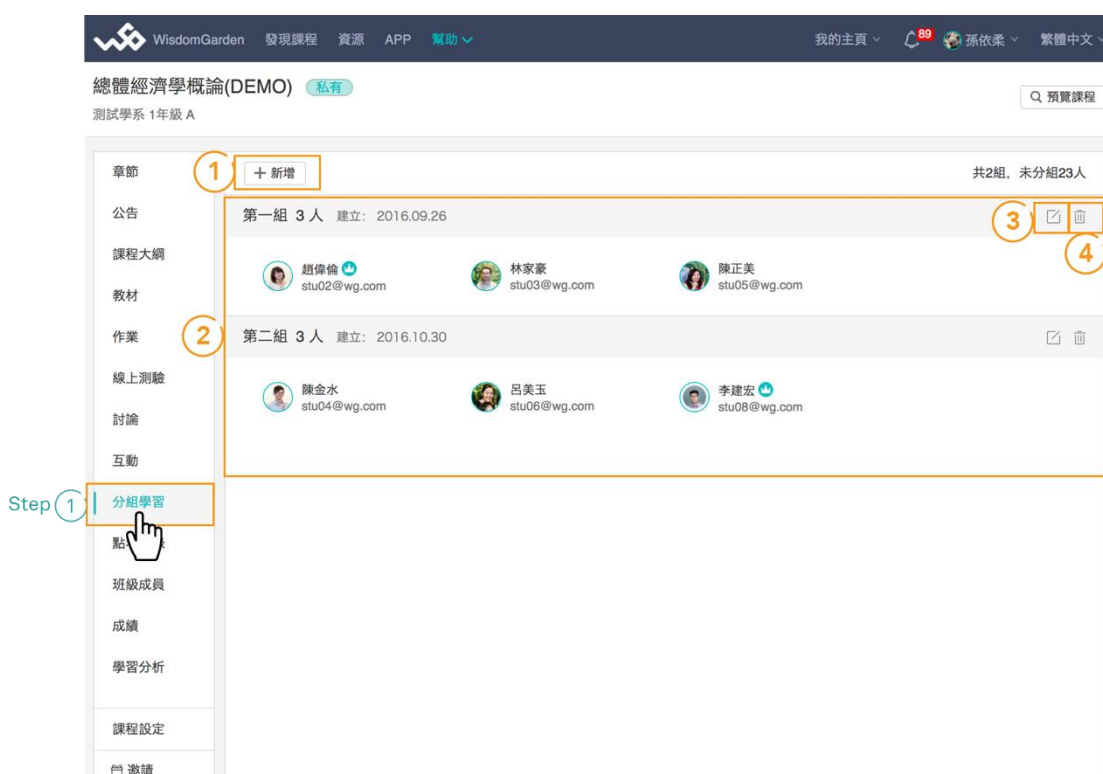 WisdomGarden 發現課程 資源 APP 幫助 我的主頁 89 孫依柔 繁體中文
總體經濟學概論(DEMO) 私有
預覽課程
測試學系 1年級 A
章節
1
+ 新增
共2組, 未分組23人
公告
第一組 3 人 建立: 2016.09.26
3
4
課程大綱
趙偉倫
stu02@wg.com
林家豪
stu03@wg.com
陳正美
stu05@wg.com
教材
作業
2
第二組 3 人 建立: 2016.10.30
線上測驗
陳金水
stu04@wg.com
呂美玉
stu06@wg.com
李建宏
stu08@wg.com
討論
互動
Step 1
分組學習
點
班級成員
成績
學習分析
課程設定
邀請